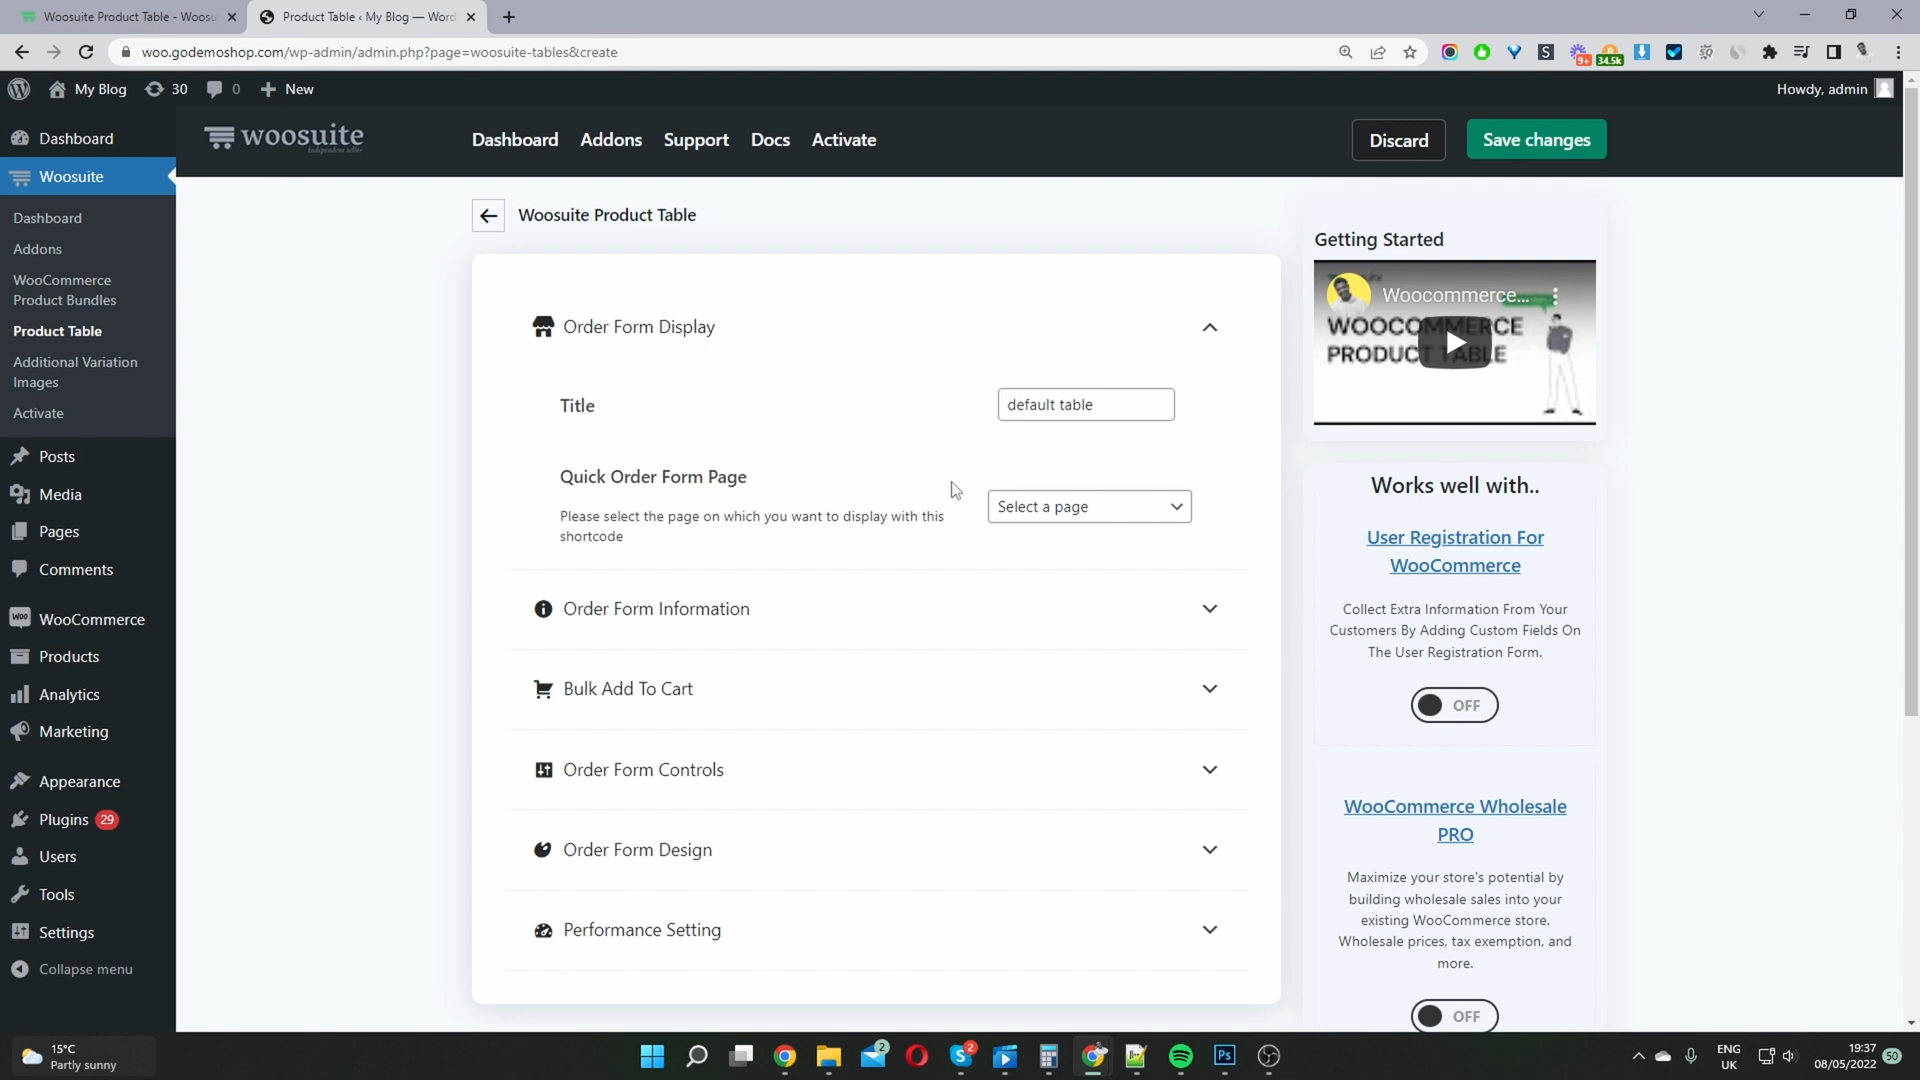 Woosuite Product Table - Woosu
Product Table ‹ My Blog — Word
woo.godemoshop.com/wp-admin/admin.php?page=woosuite-tables&create
9+
34.5k
My Blog
30
0
New
Howdy, admin
woosuite
Dashboard
Addons
Support
Docs
Activate
Discard
Save changes
Dashboard
Woosuite
Dashboard
Addons
WooCommerce
Product Bundles
Product Table
Additional Variation
Images
Activate
Posts
Media
Pages
Comments
WooCommerce
Products
Analytics
Marketing
Appearance
Plugins 29
Users
Tools
Settings
Collapse menu
Woosuite Product Table
Order Form Display
Title
default table
Quick Order Form Page
Please select the page on which you want to display with this
shortcode
Select a page
Order Form Information
Bulk Add To Cart
Order Form Controls
Order Form Design
Performance Setting
Getting Started
Woocommerce...
WOOCOMMERCE
PRODUCT TABLE
Works well with..
User Registration For
WooCommerce
Collect Extra Information From Your
Customers By Adding Custom Fields On
The User Registration Form.
OFF
WooCommerce Wholesale
PRO
Maximize your store's potential by
building wholesale sales into your
existing WooCommerce store.
Wholesale prices, tax exemption, and
more.
OFF
15°C
Partly sunny
2
2
Ps
ENG
UK
19:37
08/05/2022
50